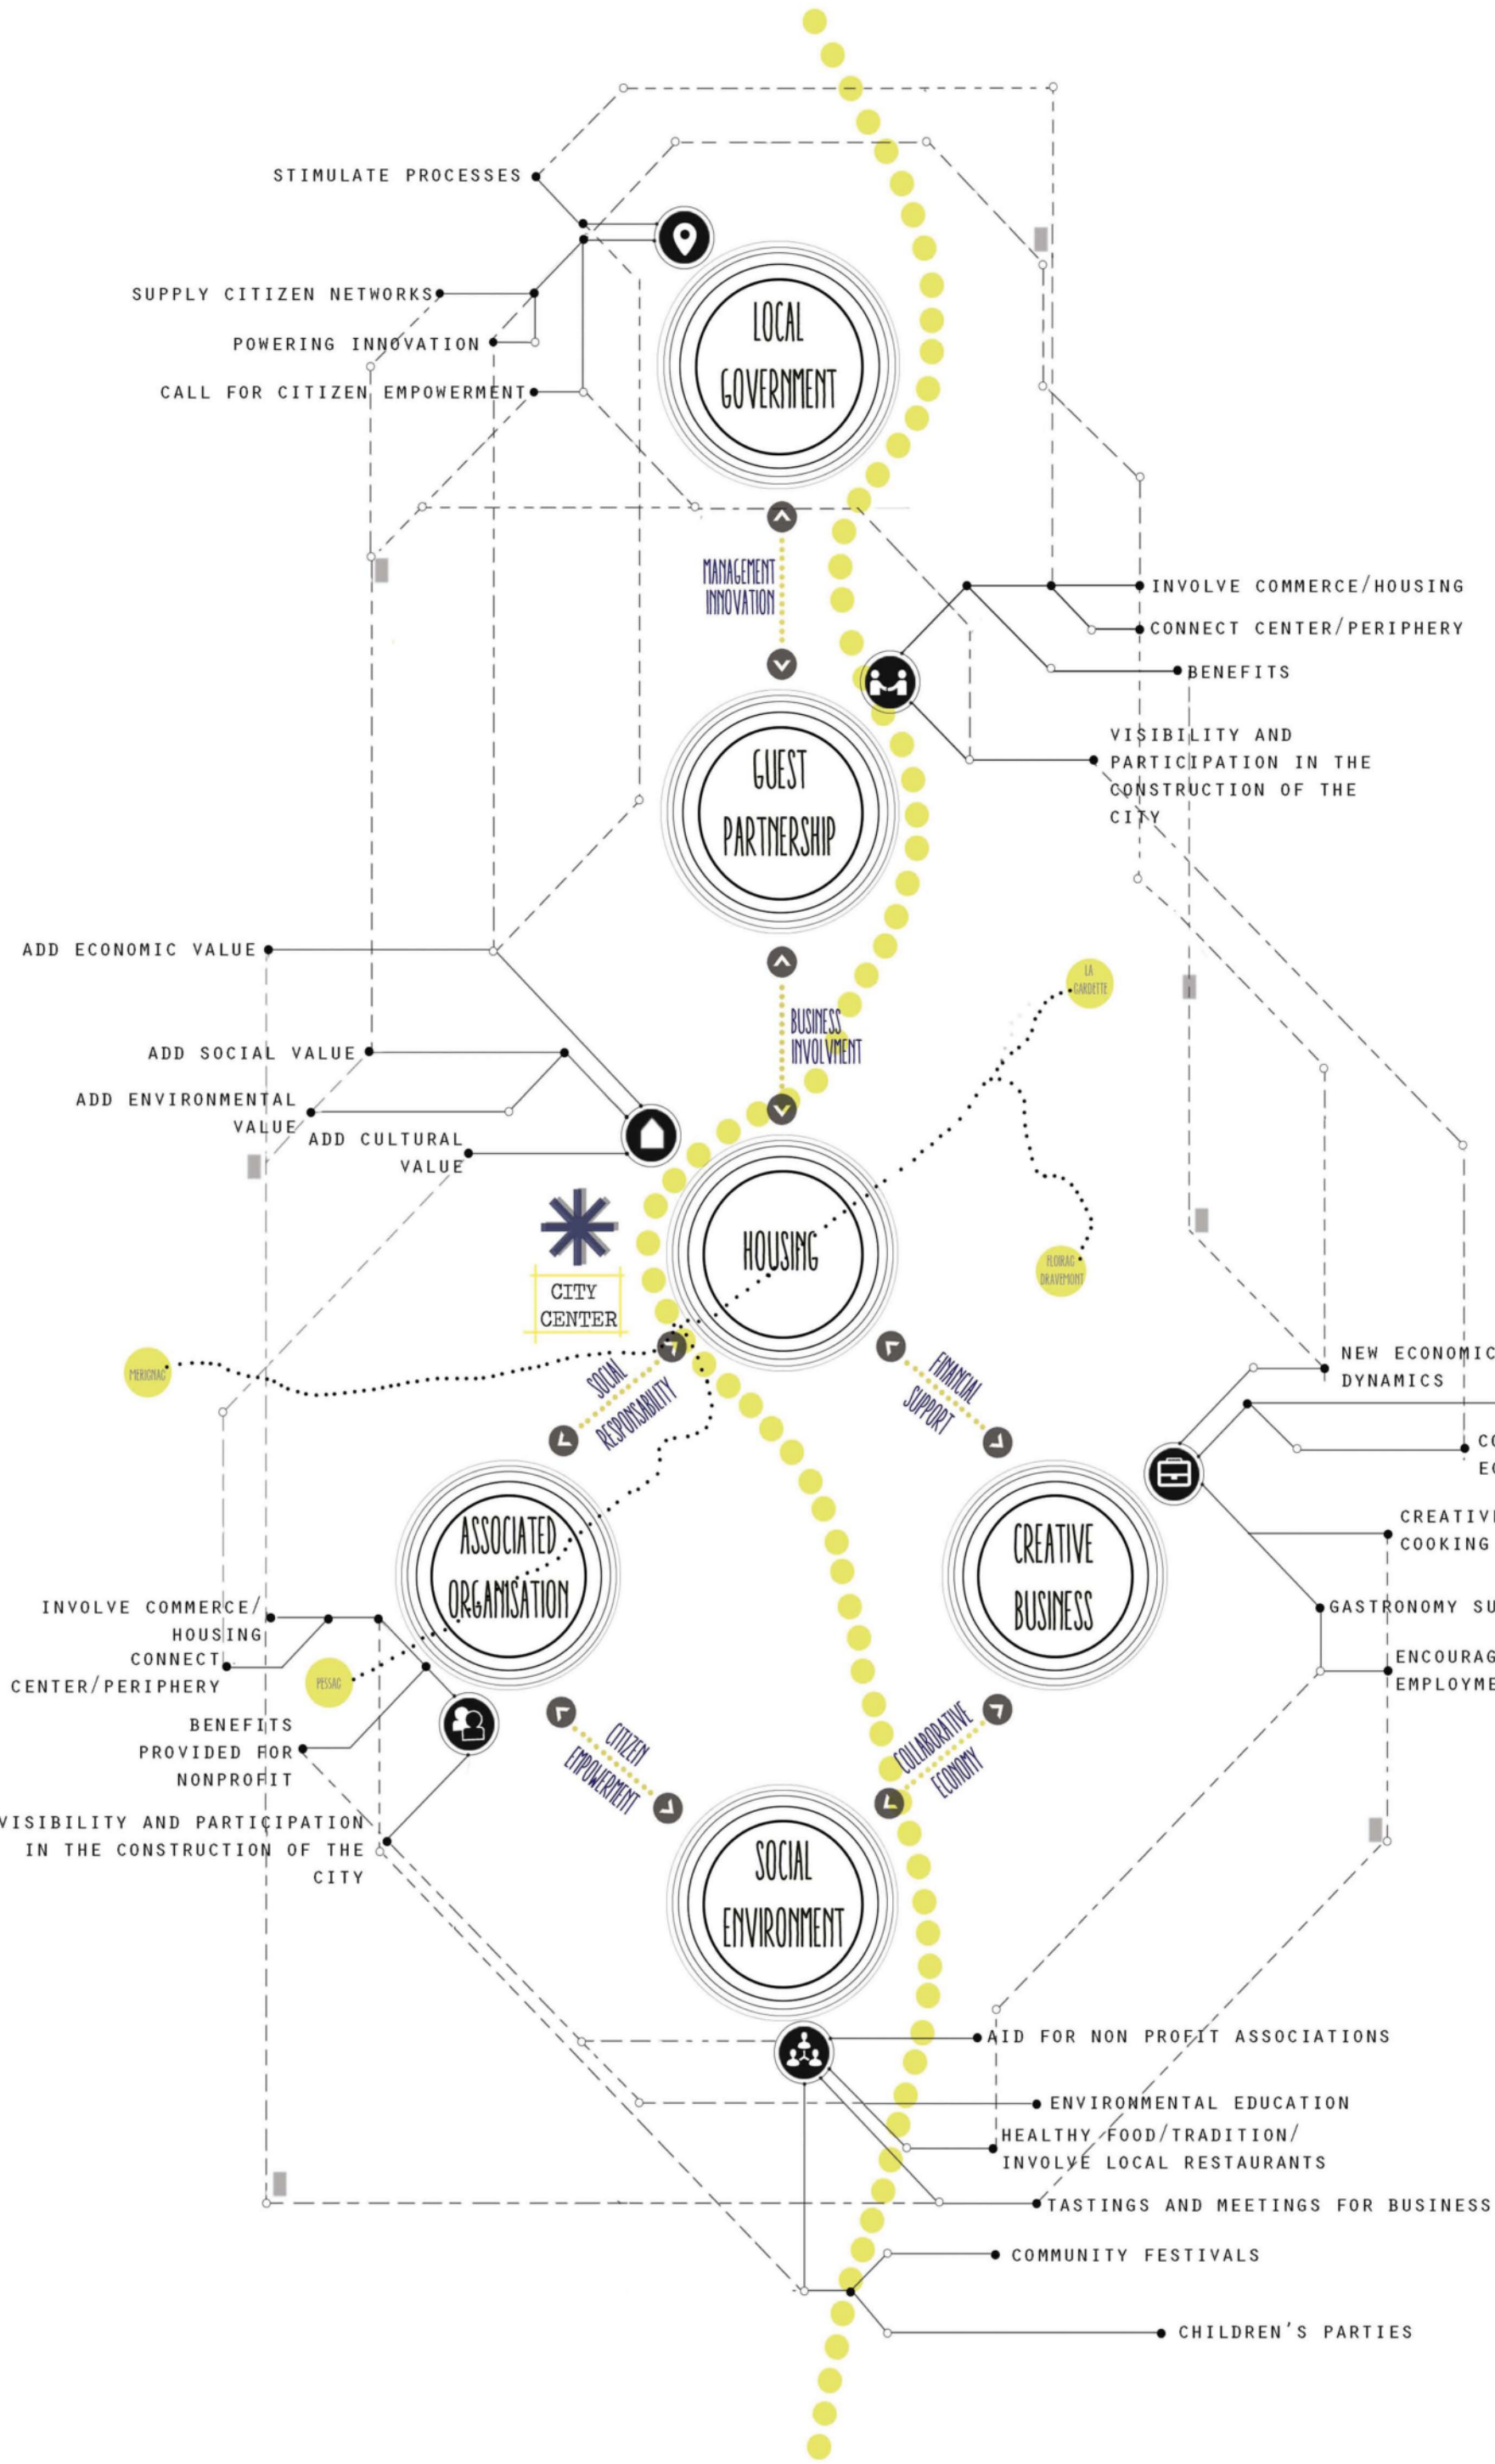 STIMULATE PROCESSES
SUPPLY CITIZEN NETWORKS
POWERING INNOVATION
CALL FOR CITIZEN EMPOWERMENT
LOCAL
GOVERNMENT
MANAGEMENT
INNOVATION
INVOLVE COMMERCE/HOUSING
CONNECT CENTER/PERIPHERY
BENEFITS
VISIBILITY AND
PARTICIPATION IN THE
CONSTRUCTION OF THE
CITY
GUEST
PARTNERSHIP
ADD ECONOMIC VALUE
ADD SOCIAL VALUE
ADD ENVIRONMENTAL
VALUE
ADD CULTURAL
VALUE
BUSINESS
INVOLVMENT
LA
GARDETTE
HOUSING
CITY
CENTER
FLOIRAC
DRAVEMONT
MERIGNAC
SOCIAL
RESPONSABILITY
FINANCIAL
SUPPORT
NEW ECONOMIC
DYNAMICS
CREATIVE
BUSINESS
COOKING
GASTRONOMY
ASSOCIATED
ORGANISATION
INVOLVE COMMERCE/
HOUSING
CONNECT
CENTER/PERIPHERY
PESSAC
BENEFITS
PROVIDED FOR
NONPROFIT
VISIBILITY AND PARTICIPATION
IN THE CONSTRUCTION OF THE
CITY
CITIZEN
EMPOWERMENT
COLLABORATIVE
ECONOMY
SOCIAL
ENVIRONMENT
AID FOR NON PROFIT ASSOCIATIONS
ENVIRONMENTAL EDUCATION
HEALTHY FOOD/TRADITION/
INVOLVE LOCAL RESTAURANTS
TASTINGS AND MEETINGS FOR BUSINESS
COMMUNITY FESTIVALS
CHILDREN'S PARTIES